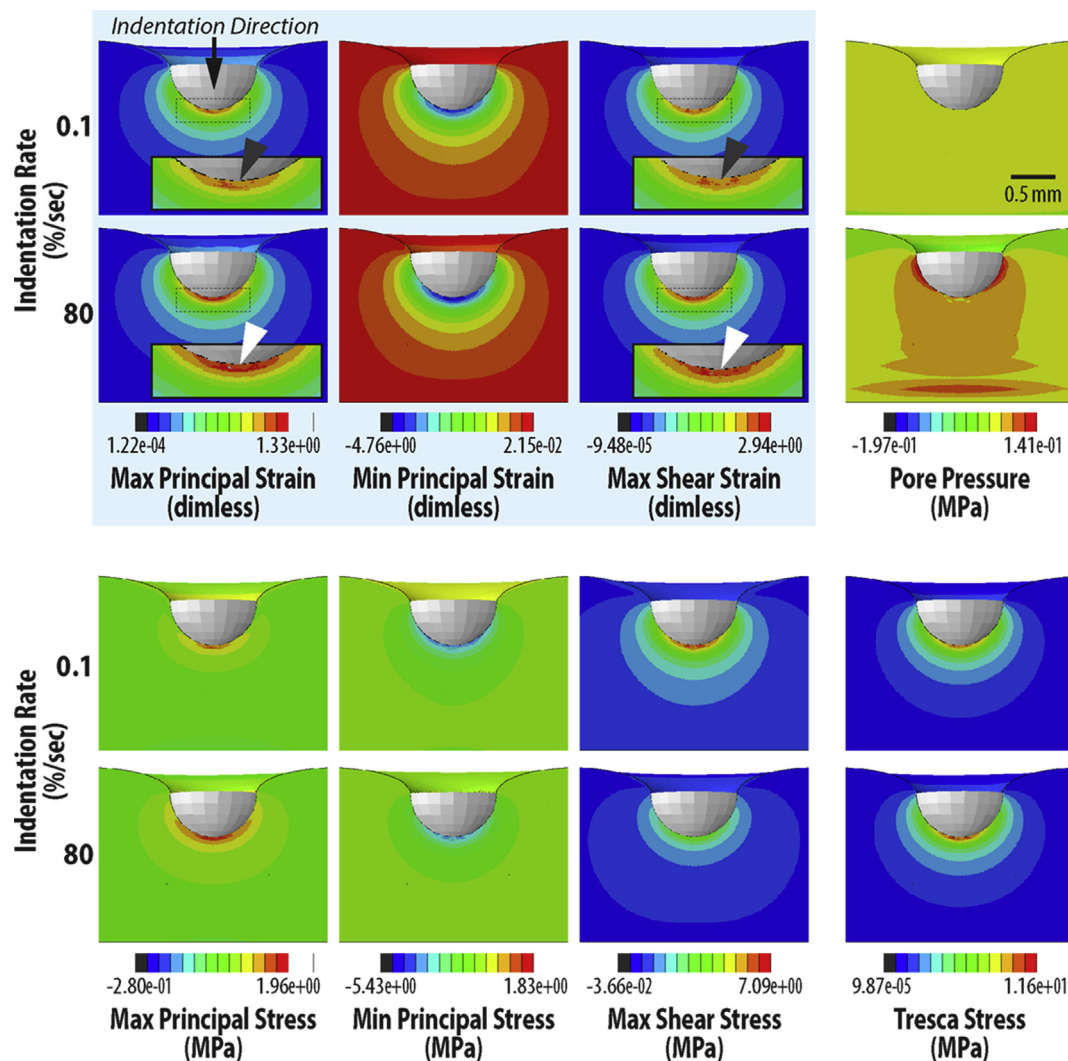 Indentation Direction
Indentation Rate
(%/sec)
0.1
0.5 mm
80
1.22e-04 1.33e+00
Max Principal Strain
(dimless)
-4.76e+00 2.15e-02
Min Principal Strain
(dimless)
-9.48e-05 2.94e+00
Max Shear Strain
(dimless)
-1.97e-01 1.41e-01
Pore Pressure
(MPa)
Indentation Rate
(%/sec)
0.1
80
-2.80e-01 1.96e+00
Max Principal Stress
(MPa)
-5.43e+00 1.83e+00
Min Principal Stress
(MPa)
-3.66e-02 7.09e+00
Max Shear Stress
(MPa)
9.87e-05 1.16e+01
Tresca Stress
(MPa)